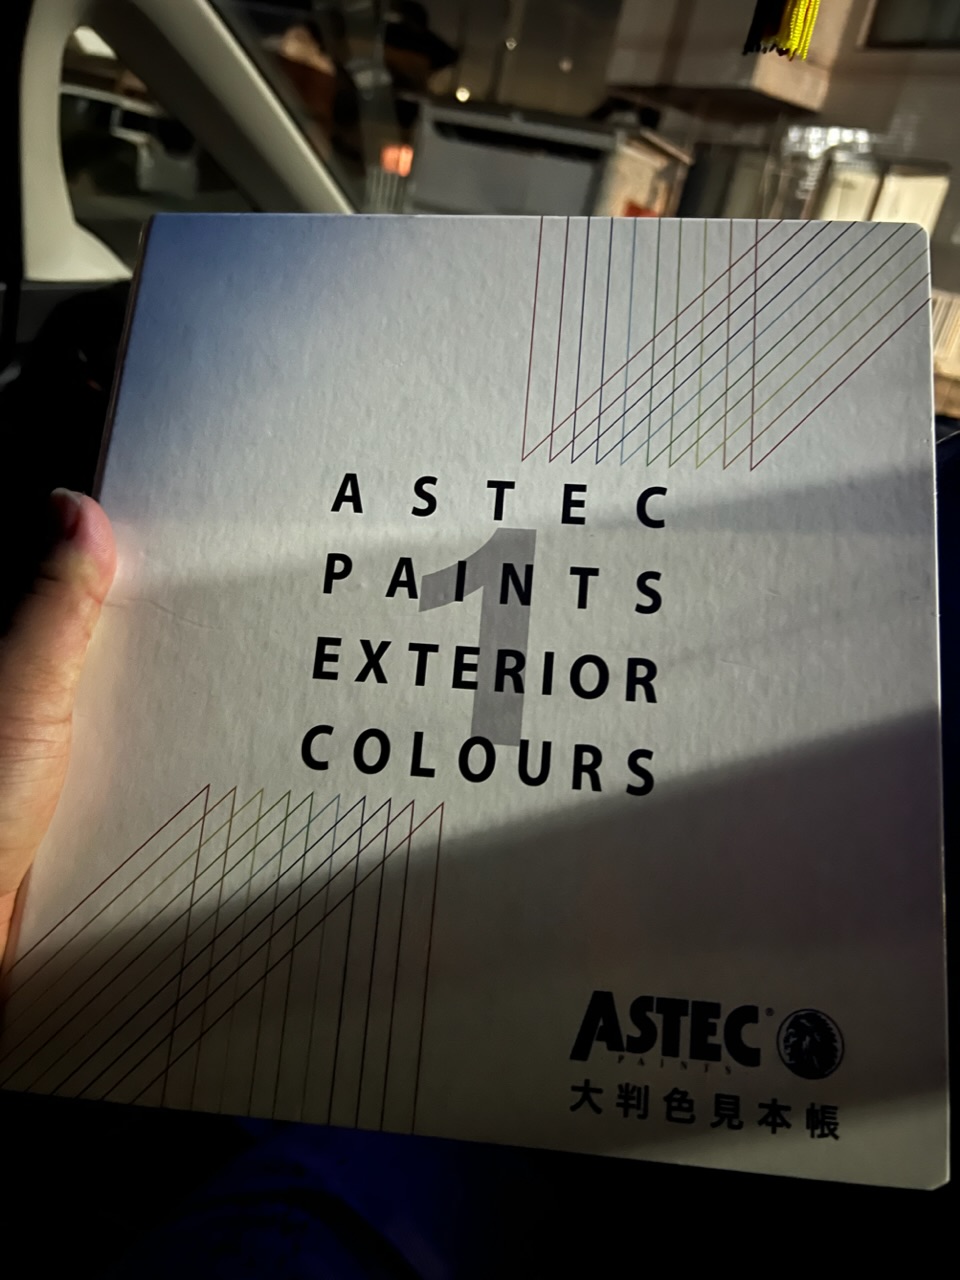 ASTEC
PAINTS
EXTERIOR
COLOURS
1
ASTEC®
PAINTS
大判色見本帳